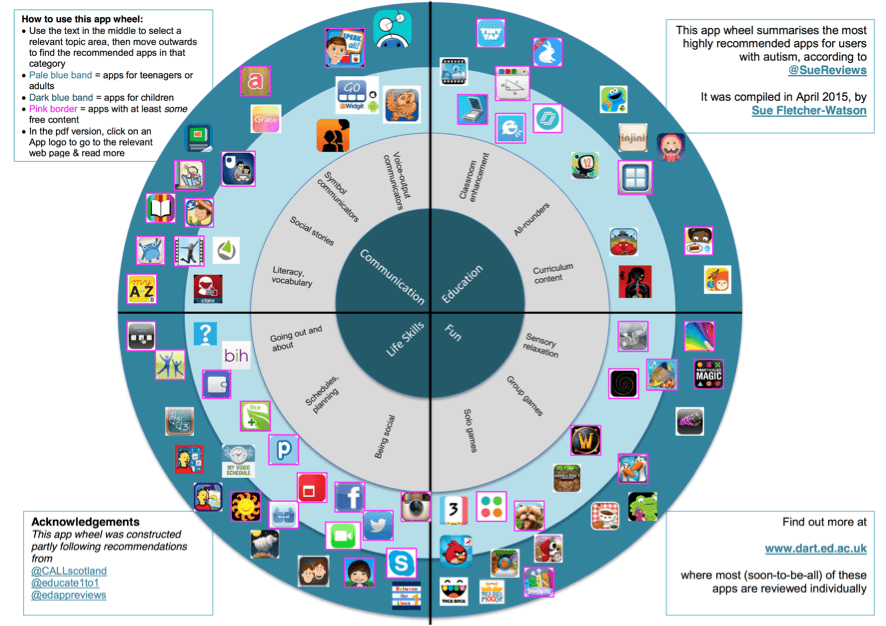 How to use this app wheel:
• Use the text in the middle to select a
relevant topic area, then move outwards
to find the recommended apps in that
category
• Pale blue band = apps for teenagers or
adults
• Dark blue band = apps for children
• Pink border = apps with at least some
free content
• In the pdf version, click on an
App logo to go to the relevant
web page & read more
This app wheel summarises the most
highly recommended apps for users
with autism, according to
@SueReviews
It was compiled in April 2015, by
Sue Fletcher-Watson
SPEAK
all!
TINY
TAP
GO
Widgit
a
Grace
injini
Voice-output
communicators
Symbol
communicators
Social stories
Literacy,
vocabulary
Classroom
enhancement
All-rounders
Curriculum
content
Communication
Education
Life Skills
Fun
A-Z
claro
Going out and
about
Schedules,
planning
Being social
Sensory
relaxation
Group games
Solo games
?
bih
MAGIC
123
MY VIDEO
SCHEDULE
p
W
f
3
S
Between
the
Lines
TOCA BOCA
Acknowledgements
This app wheel was constructed
partly following recommendations
from
@CALLscotland
@educate1to1
@edappreviews
Find out more at
www.dart.ed.ac.uk
where most (soon-to-be-all) of these
apps are reviewed individually